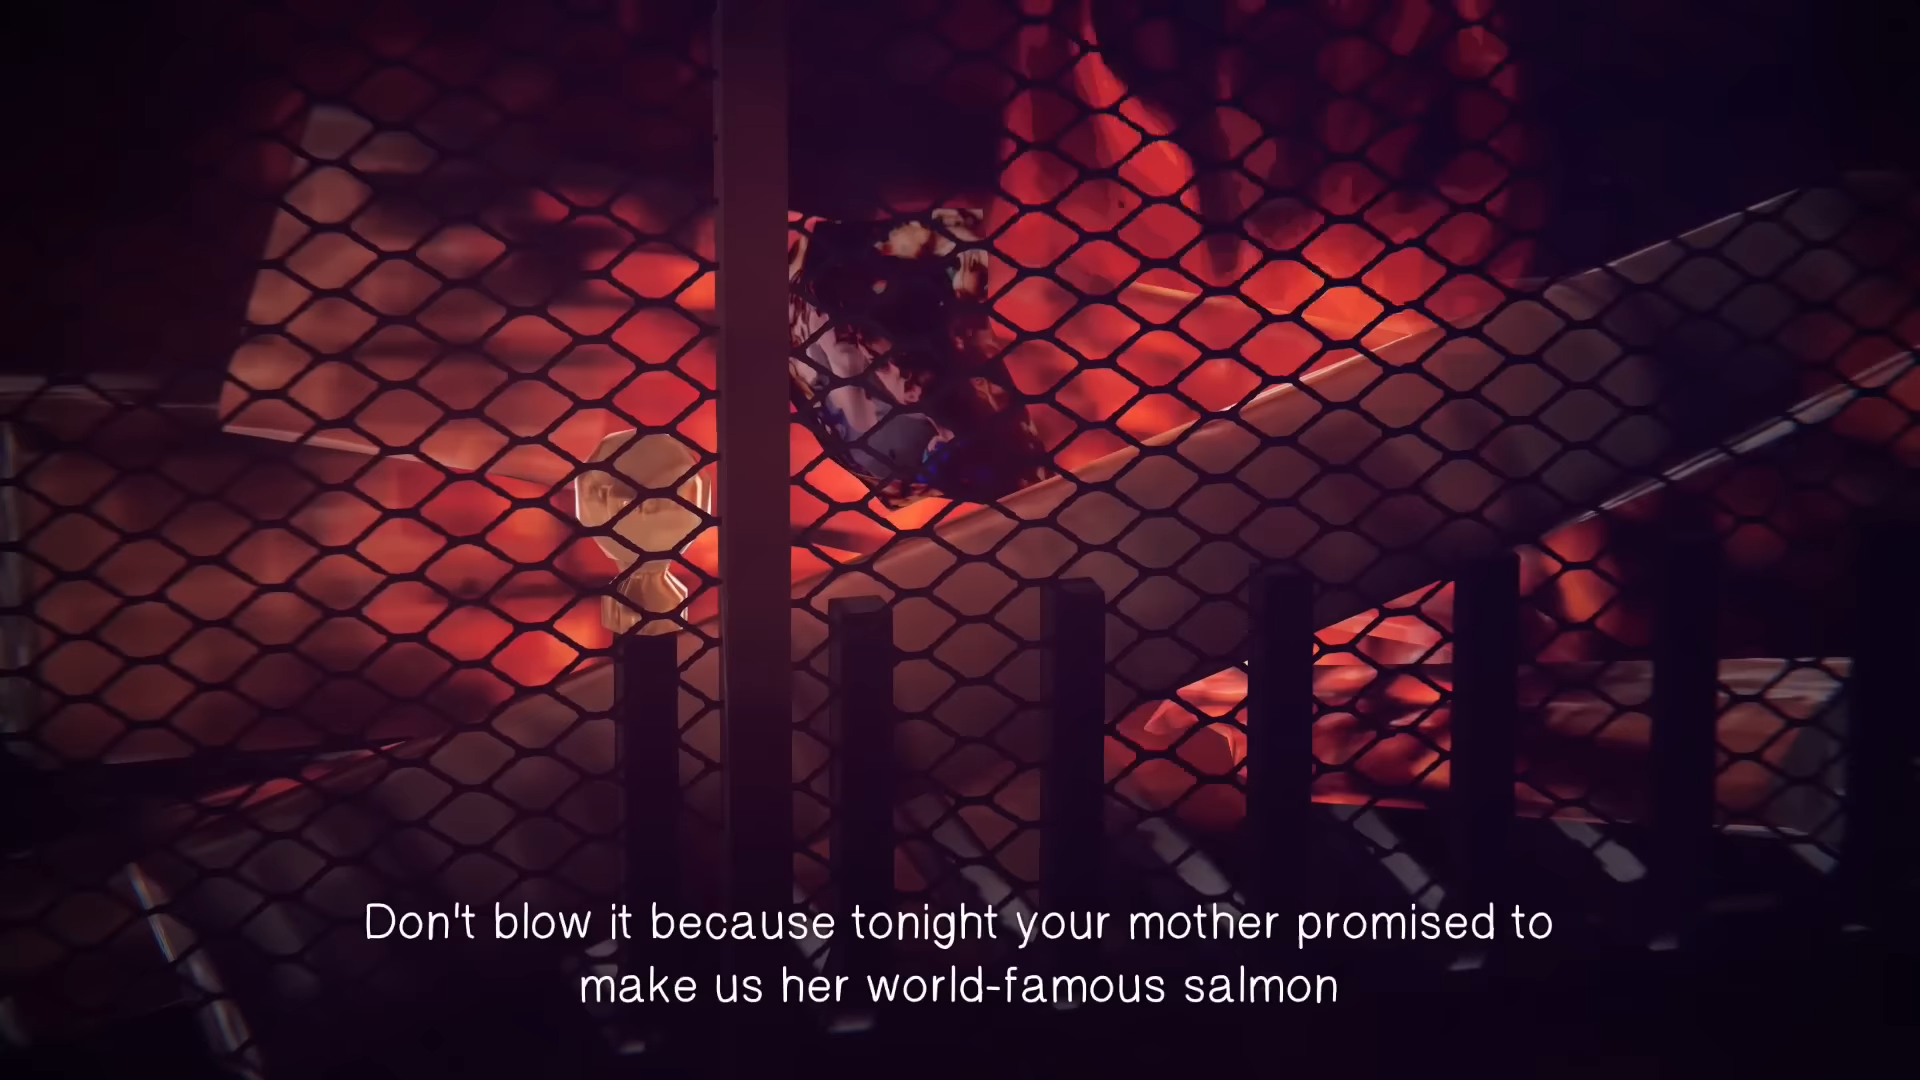 Don't blow it because tonight your mother promised to
make us her world-famous salmon